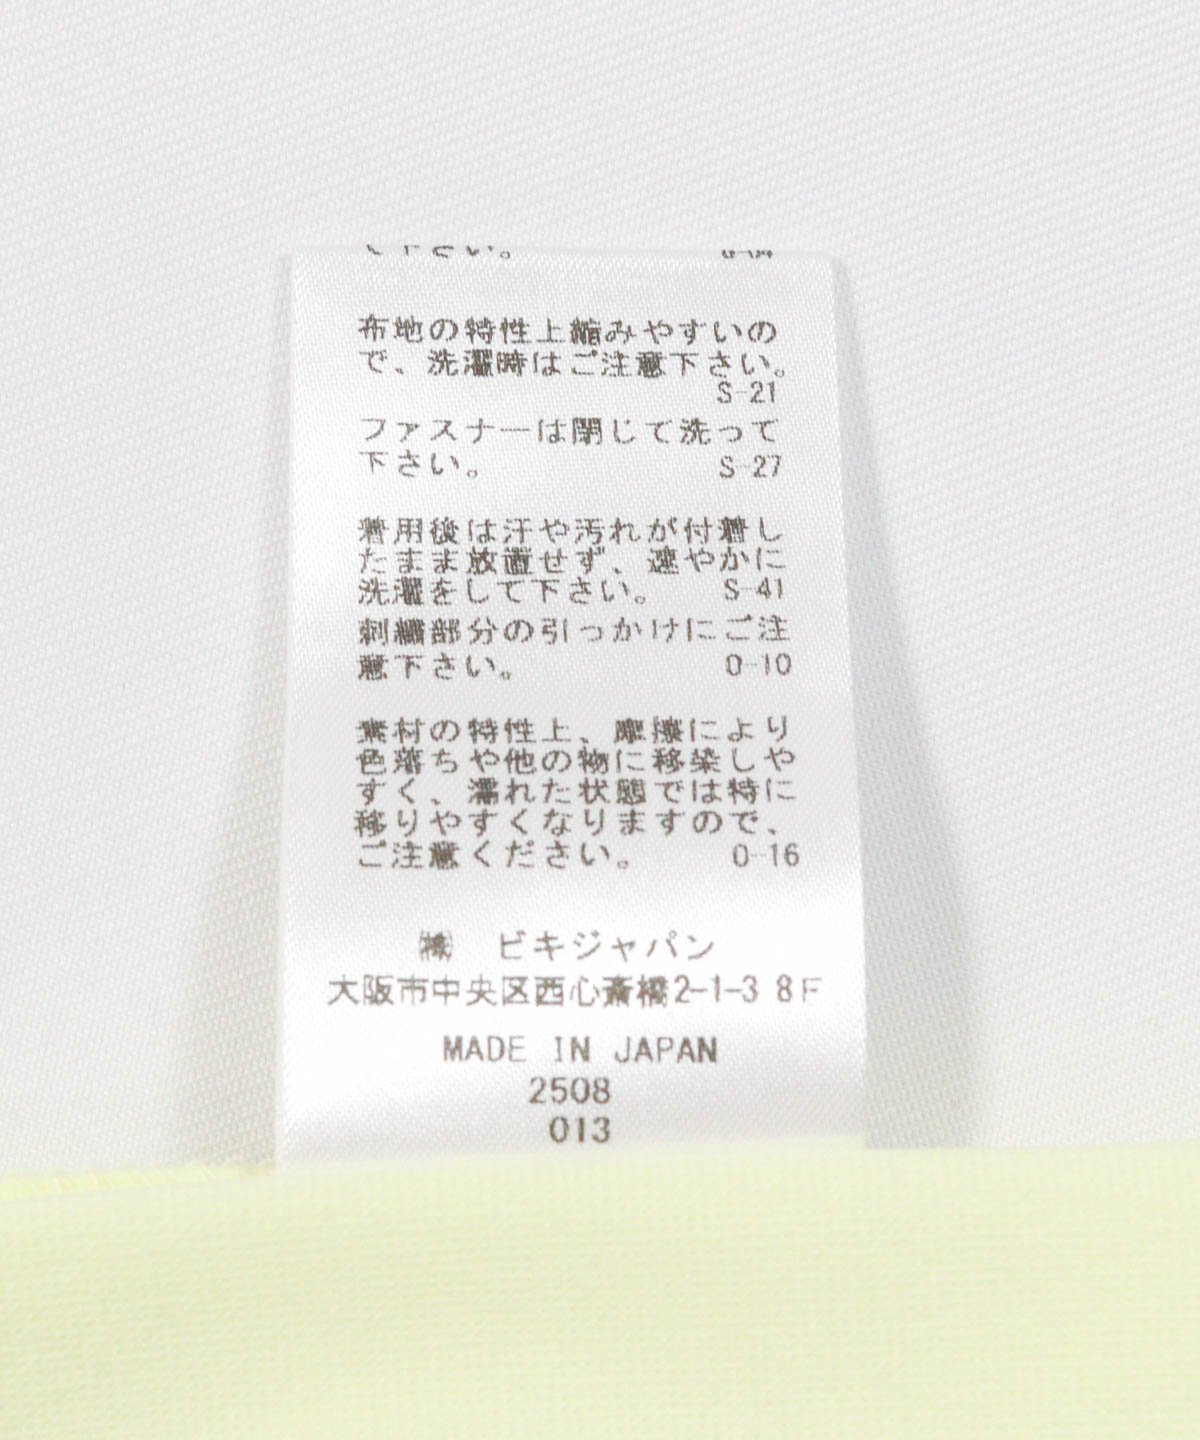 て下さい。
布地の特性上縮みやすいの
で、洗濯時はご注意下さい。
S-21
ファスナーは閉じて洗って
下さい。 S-27
着用後は汗や汚れが付着し
たまま放置せず、速やかに
洗濯をして下さい。 S-41
刺繍部分の引っかけにご注
意下さい。 O-10
素材の特性上、摩擦により
色落ちや他の物に移染しや
すく、濡れた状態では特に
移りやすくなりますので、
ご注意ください。 O-16
㈱ ビキジャパン
大阪市中央区西心斎橋2-1-3 8F
MADE IN JAPAN
2508
013